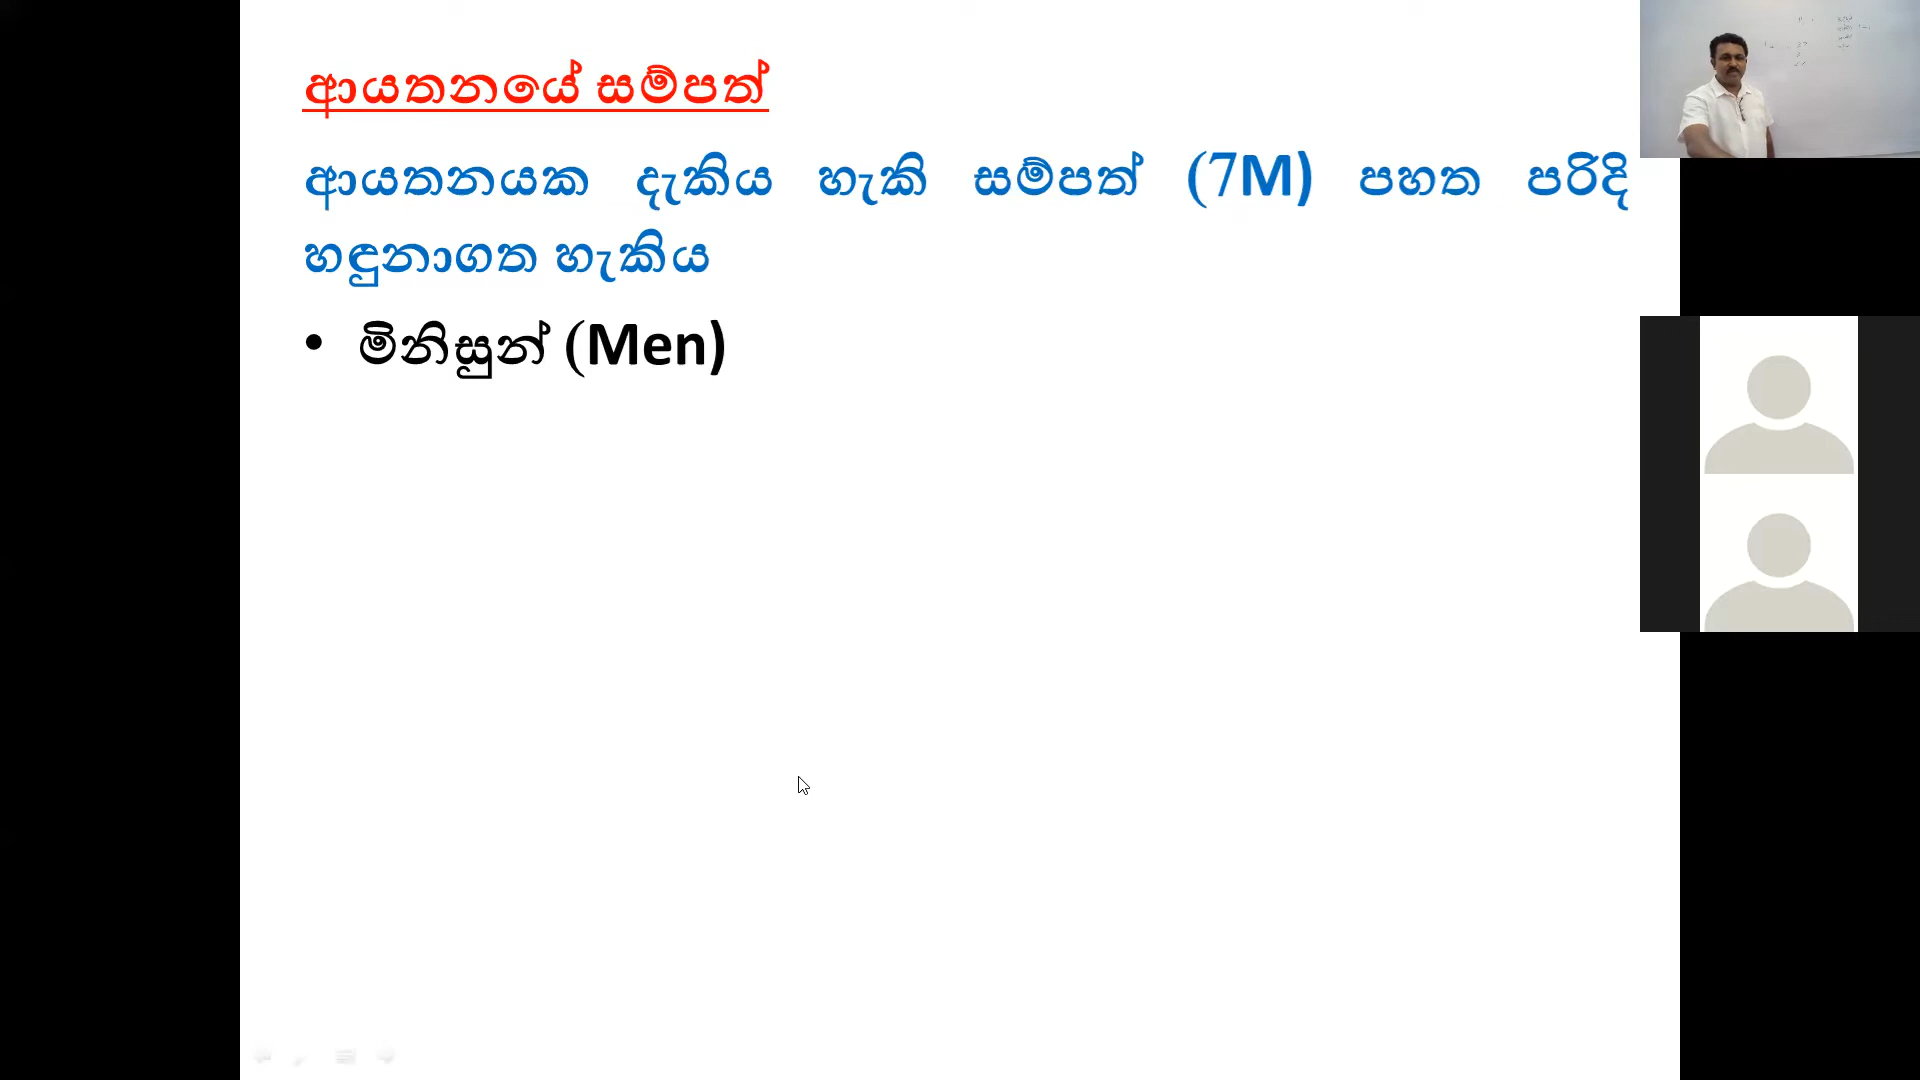 ආයතනයේ සම්පත්
ආයතනයක දැකිය හැකි සම්පත් (7M) පහත පරිදි
හඳුනාගත හැකිය
• මිනිසුන් (Men)